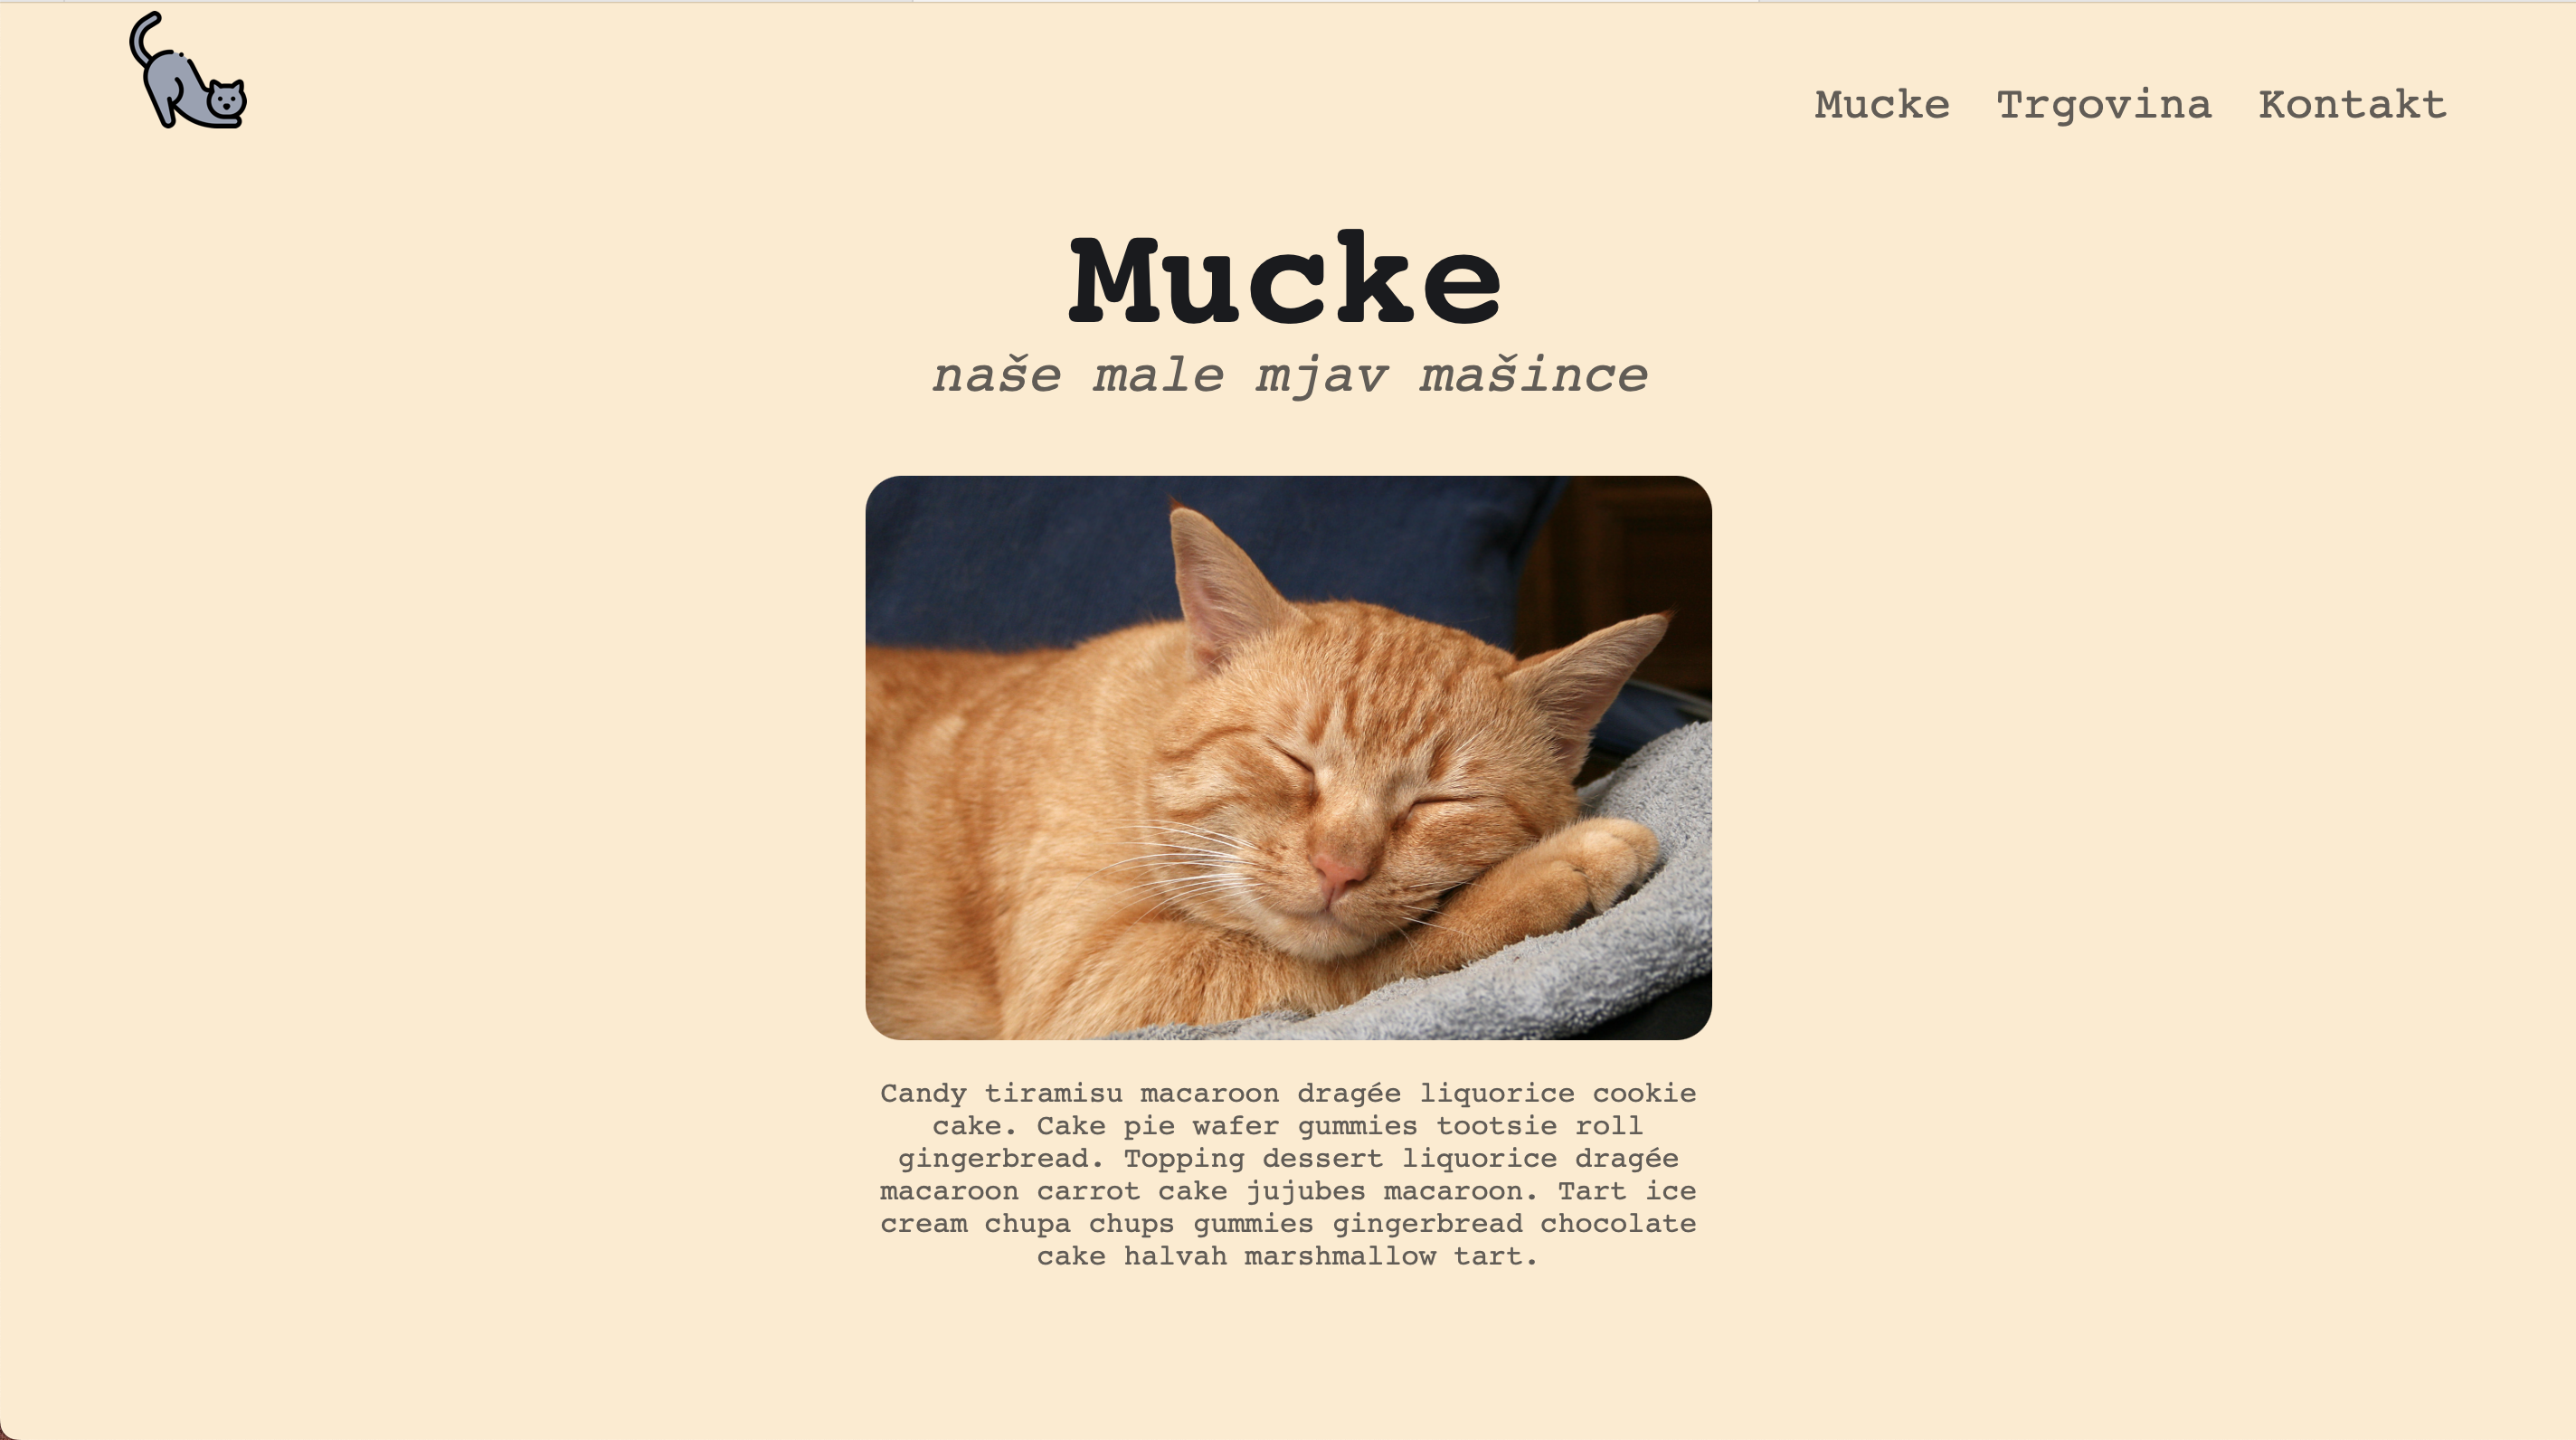 Mucke Trgovina Kontakt
Mucke
naše male mjav mašince
Candy tiramisu macaroon dragée liquorice cookie
cake. Cake pie wafer gummies tootsie roll
gingerbread. Topping dessert liquorice dragée
macaroon carrot cake jujubes macaroon. Tart ice
cream chupa chups gummies gingerbread chocolate
cake halvah marshmallow tart.